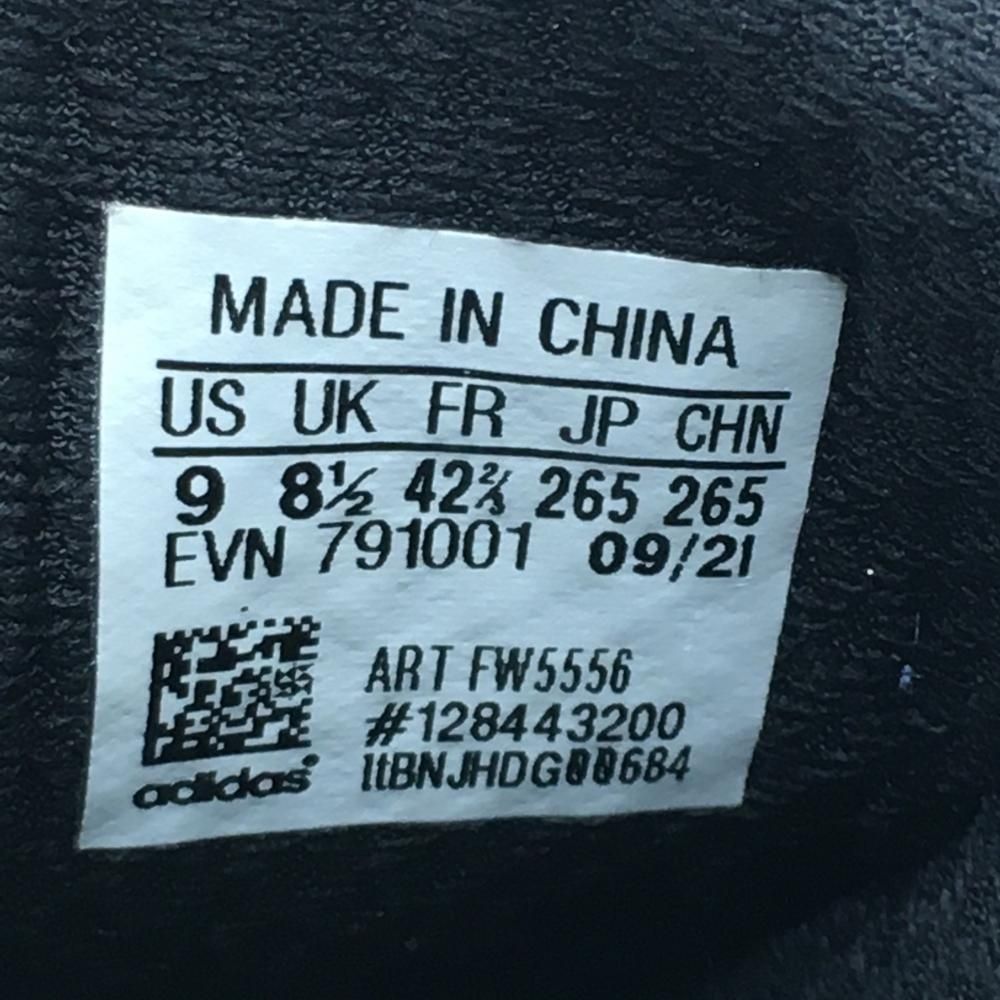 MADE IN CHINA
US UK FR JP CHN
9 8½ 42⅔ 265 265
EVN 791001 09/21
ART FW5556
#128443200
ltBNJHDG00684
adidas®